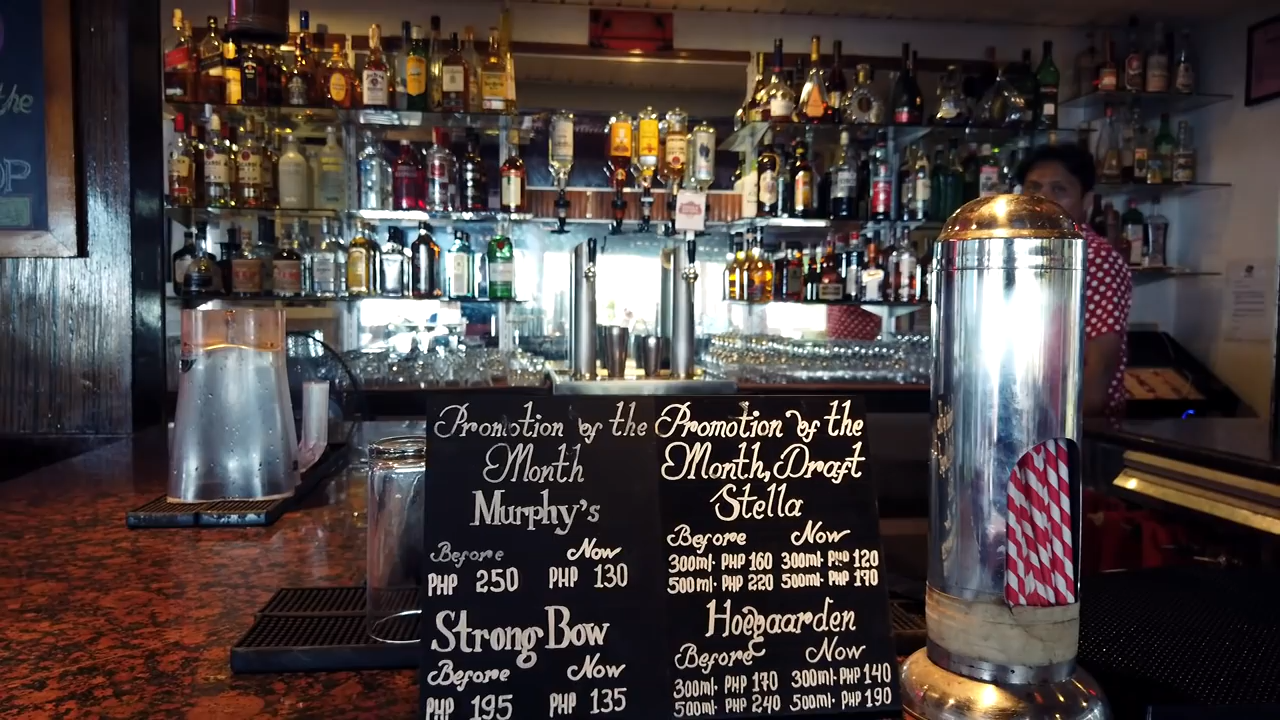 the
OP
Promotion of the
Month
Murphy's
Before Now
PHP 250 PHP 130
Strong Bow
Before Now
PHP 195 PHP 135
Promotion of the
Month, Draft
Stella
Before Now
300ml. PHP 160 300ml. PHP 120
500ml. PHP 220 500ml. PHP 170
Hoegaarden
Before Now
300ml. PHP 170 300ml. PHP 140
500ml. PHP 240 500ml. PHP 190